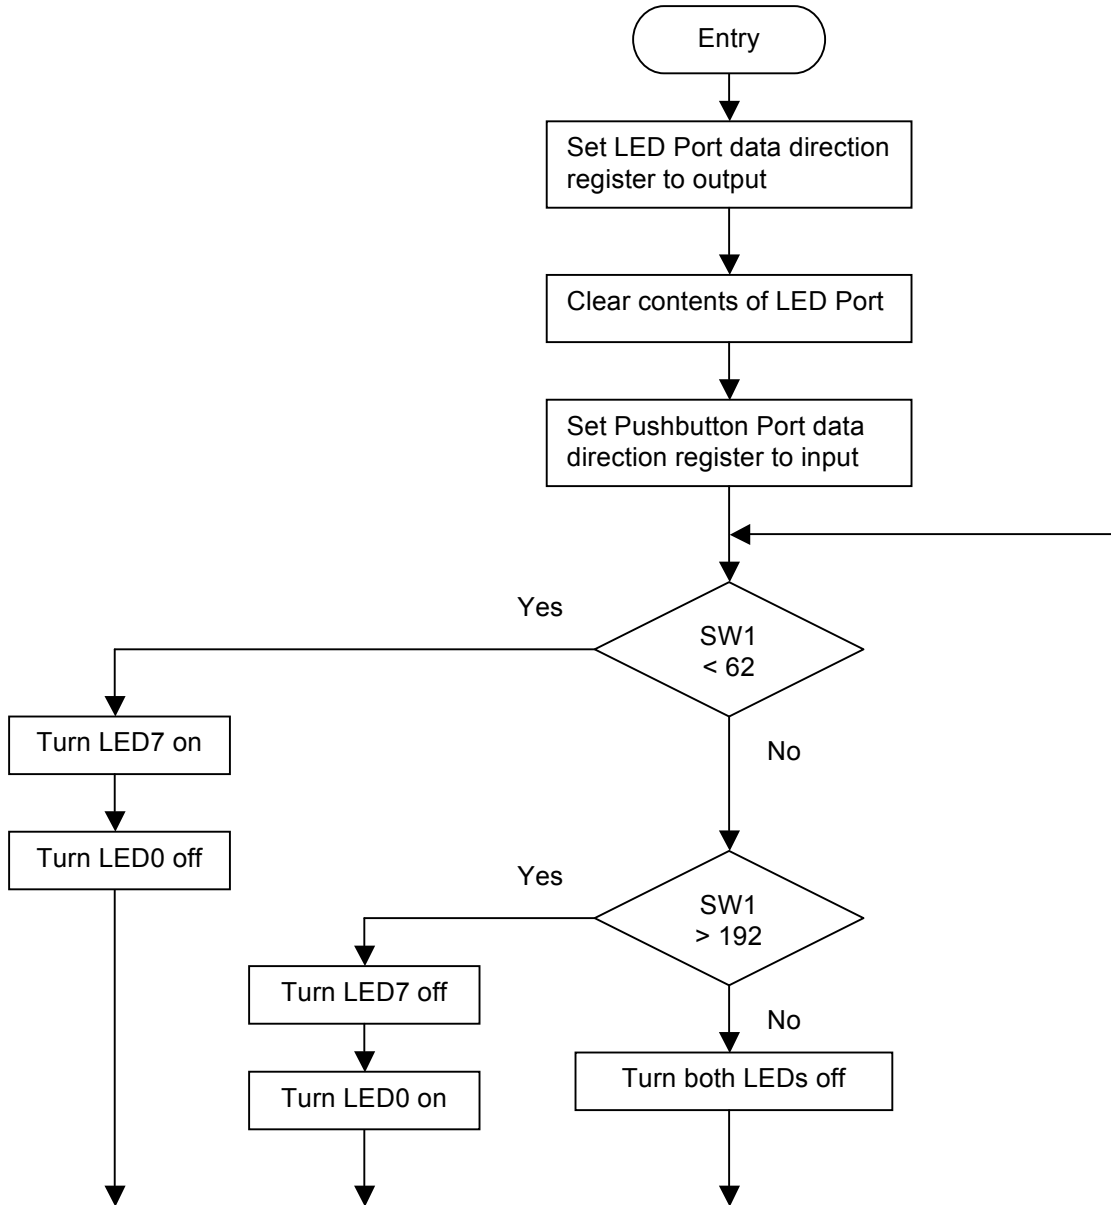 Entry
Set LED Port data direction
register to output
Clear contents of LED Port
Set Pushbutton Port data
direction register to input
Yes
SW1
< 62
Turn LED7 on
No
Turn LED0 off
Yes
SW1
> 192
Turn LED7 off
No
Turn both LEDs off
Turn LED0 on